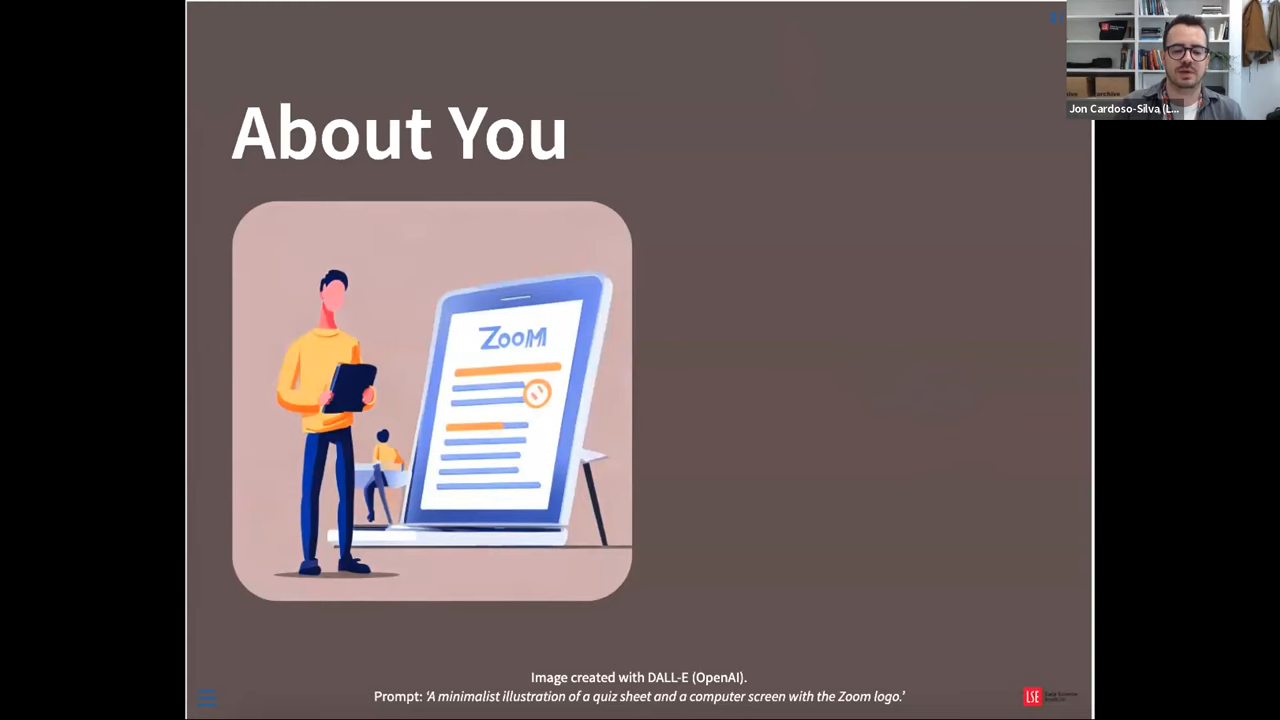 About You
ZOOM
Image created with DALL-E (OpenAI).
Prompt: ‘A minimalist illustration of a quiz sheet and a computer screen with the Zoom logo.’
LSE
Jon Cardoso-Silva (L...